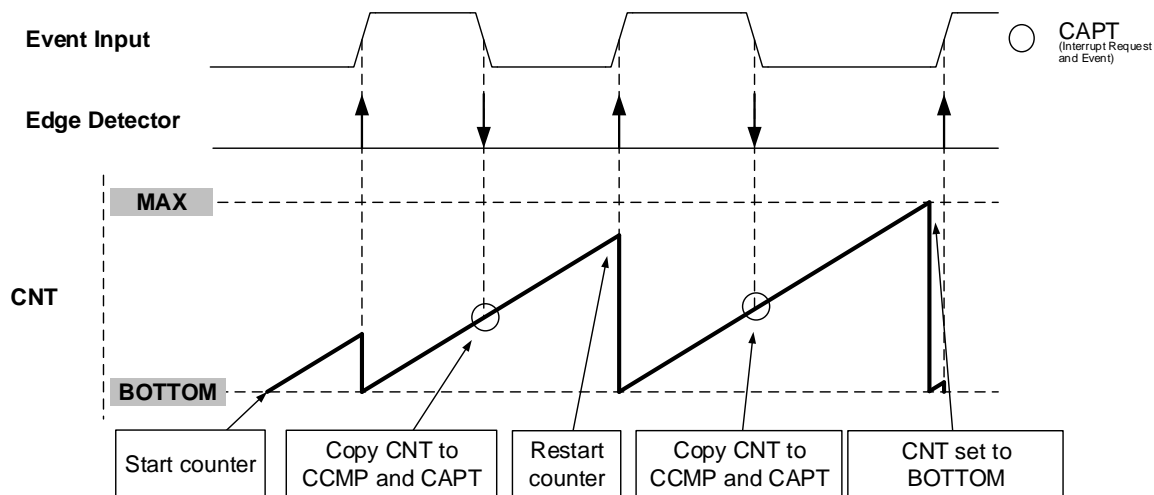 Event Input
CAPT
(Interrupt Request
and Event)
Edge Detector
MAX
CNT
BOTTOM
Start counter
Copy CNT to
CCMP and CAPT
Restart
counter
Copy CNT to
CCMP and CAPT
CNT set to
BOTTOM